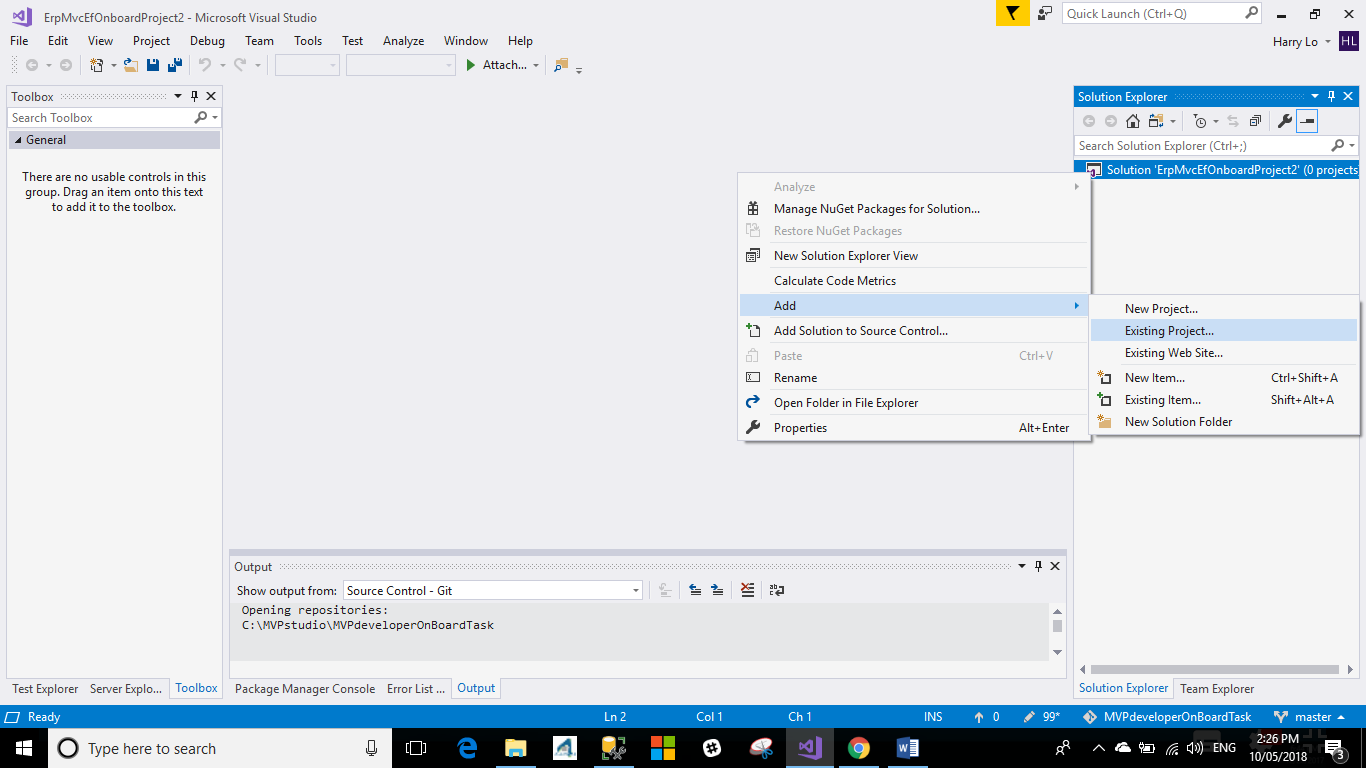 ErpMvcEfOnboardProject2 - Microsoft Visual Studio
Quick Launch (Ctrl+Q)
File Edit View Project Debug Team Tools Test Analyze Window Help
Harry Lo HL
Attach...
Toolbox
Search Toolbox
General
There are no usable controls in this
group. Drag an item onto this text
to add it to the toolbox.
Solution Explorer
Search Solution Explorer (Ctrl+;)
Solution 'ErpMvcEfOnboardProject2' (0 projects
Analyze
Manage NuGet Packages for Solution...
Restore NuGet Packages
New Solution Explorer View
Calculate Code Metrics
Add
Add Solution to Source Control...
Paste Ctrl+V
Rename
Open Folder in File Explorer
Properties Alt+Enter
New Project...
Existing Project...
Existing Web Site...
New Item... Ctrl+Shift+A
Existing Item... Shift+Alt+A
New Solution Folder
Output
Show output from: Source Control - Git
Opening repositories:
C:\MVPstudio\MVPdeveloperOnBoardTask
Test Explorer Server Explo... Toolbox
Package Manager Console Error List ... Output
Solution Explorer Team Explorer
Ready Ln 2 Col 1 Ch 1 INS 0 99* MVPdeveloperOnBoardTask master
Type here to search
ENG
2:26 PM
10/05/2018
3